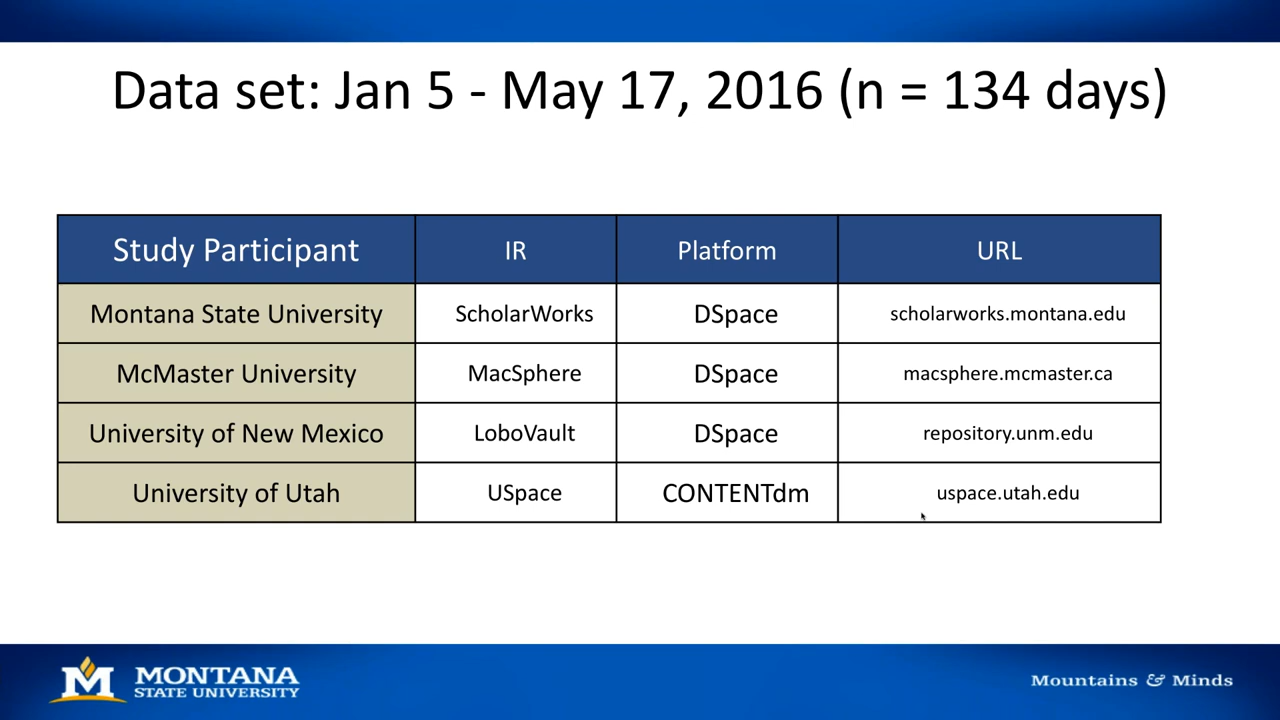 Data set: Jan 5 - May 17, 2016 (n = 134 days)
Study Participant IR Platform URL
Montana State University ScholarWorks DSpace scholarworks.montana.edu
McMaster University MacSphere DSpace macsphere.mcmaster.ca
University of New Mexico LoboVault DSpace repository.unm.edu
University of Utah USpace CONTENTdm uspace.utah.edu
M MONTANA
STATE UNIVERSITY
Mountains & Minds